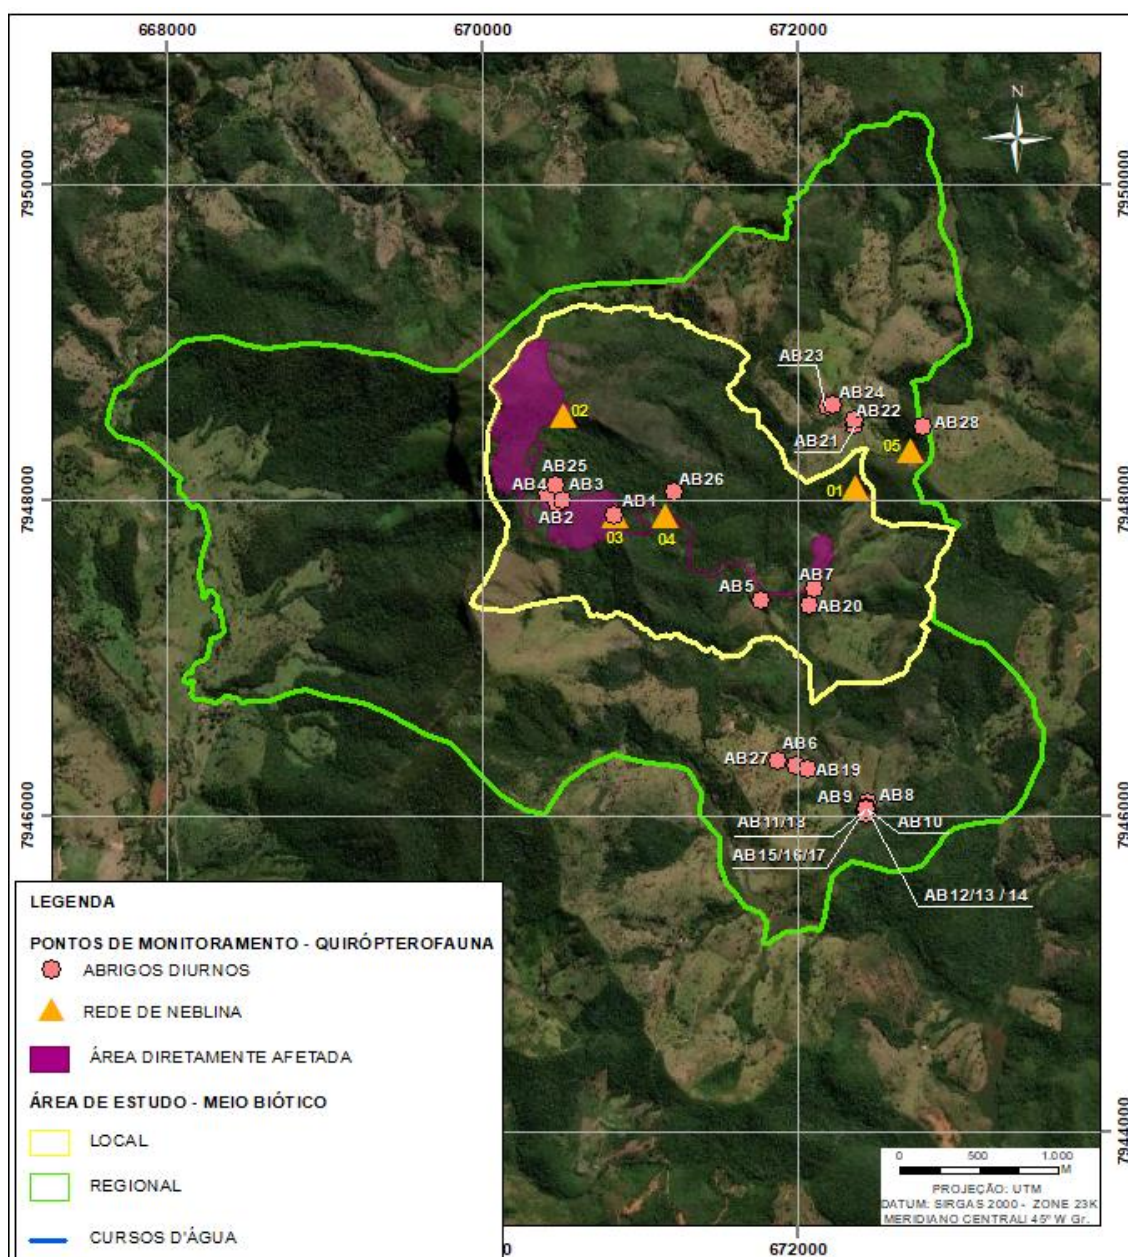 668000 670000 672000
N
7950000 7950000
AB23
AB24
AB22
AB21
AB28
02
05
AB25
AB4 AB3
AB26
01
7948000 7948000
AB1
AB2
03 04
AB7
AB5
AB20
AB6
AB27
AB19
AB9 AB8
7946000 7946000
AB11/18 AB10
AB15/16/17
AB12/13 / 14
LEGENDA
PONTOS DE MONITORAMENTO - QUIRÓPTEROFAUNA
ABRIGOS DIURNOS
REDE DE NEBLINA
ÁREA DIRETAMENTE AFETADA
ÁREA DE ESTUDO - MEIO BIÓTICO
LOCAL
7944000
REGIONAL
0 500 1.000
M
PROJEÇÃO: UTM
DATUM: SIRGAS 2000 - ZONE 23K
MERIDIANO CENTRAL: 45º W Gr.
CURSOS D'ÁGUA
0 672000